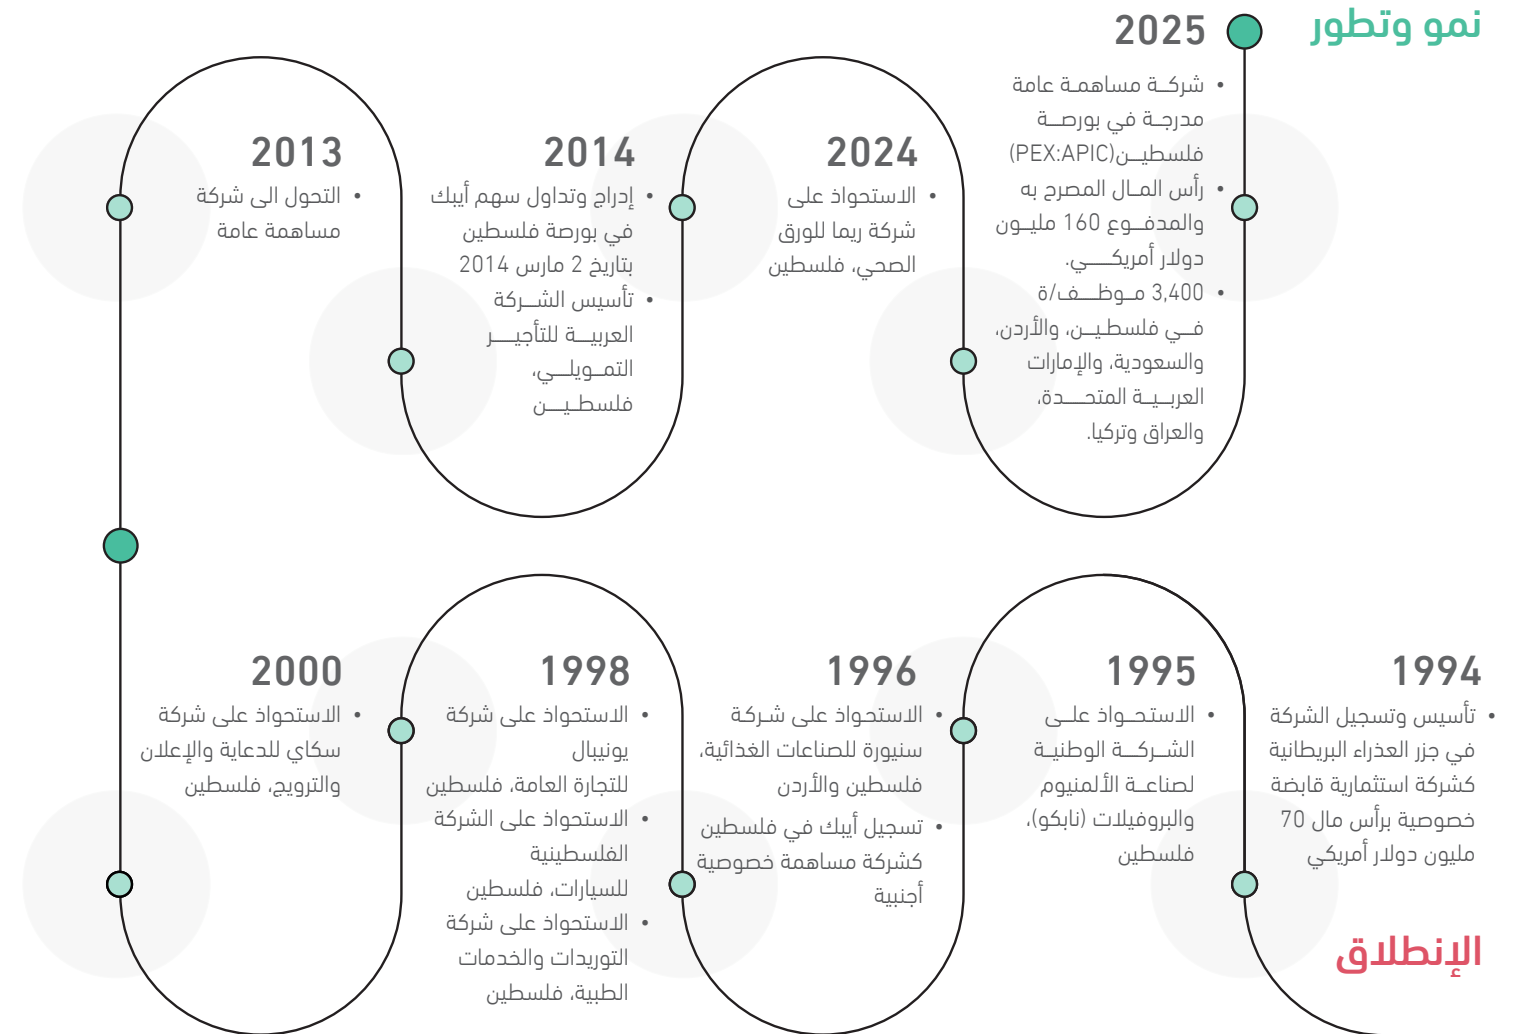 نمو وتطور
2025
• شركة مساهمة عامة
مدرجة في بورصة
فلسطين(PEX:APIC)
• رأس المال المصرح به
والمدفوع 160 مليون
دولار أمريكي.
• 3,400 موظف/ة
في فلسطين، والأردن،
والسعودية، والإمارات
العربية المتحدة،
والعراق وتركيا.
2024
• الاستحواذ على
شركة ريما للورق
الصحي، فلسطين
2014
• إدراج وتداول سهم أيبك
في بورصة فلسطين
بتاريخ 2 مارس 2014
• تأسيس الشركة
العربية للتأجير
التمويلي،
فلسطين
2013
• التحول الى شركة
مساهمة عامة
1994
• تأسيس وتسجيل الشركة
في جزر العذراء البريطانية
كشركة استثمارية قابضة
خصوصية برأس مال 70
مليون دولار أمريكي
1995
• الاستحواذ على
الشركة الوطنية
لصناعة الألمنيوم
والبروفيلات (نابكو)،
فلسطين
1996
• الاستحواذ على شركة
سنيورة للصناعات الغذائية،
فلسطين والأردن
• تسجيل أيبك في فلسطين
كشركة مساهمة خصوصية
أجنبية
1998
• الاستحواذ على شركة
يونيبال
للتجارة العامة، فلسطين
• الاستحواذ على الشركة
الفلسطينية
للسيارات، فلسطين
• الاستحواذ على شركة
التوريدات والخدمات
الطبية، فلسطين
2000
• الاستحواذ على شركة
سكاي للدعاية والإعلان
والترويج، فلسطين
الإنطلاق